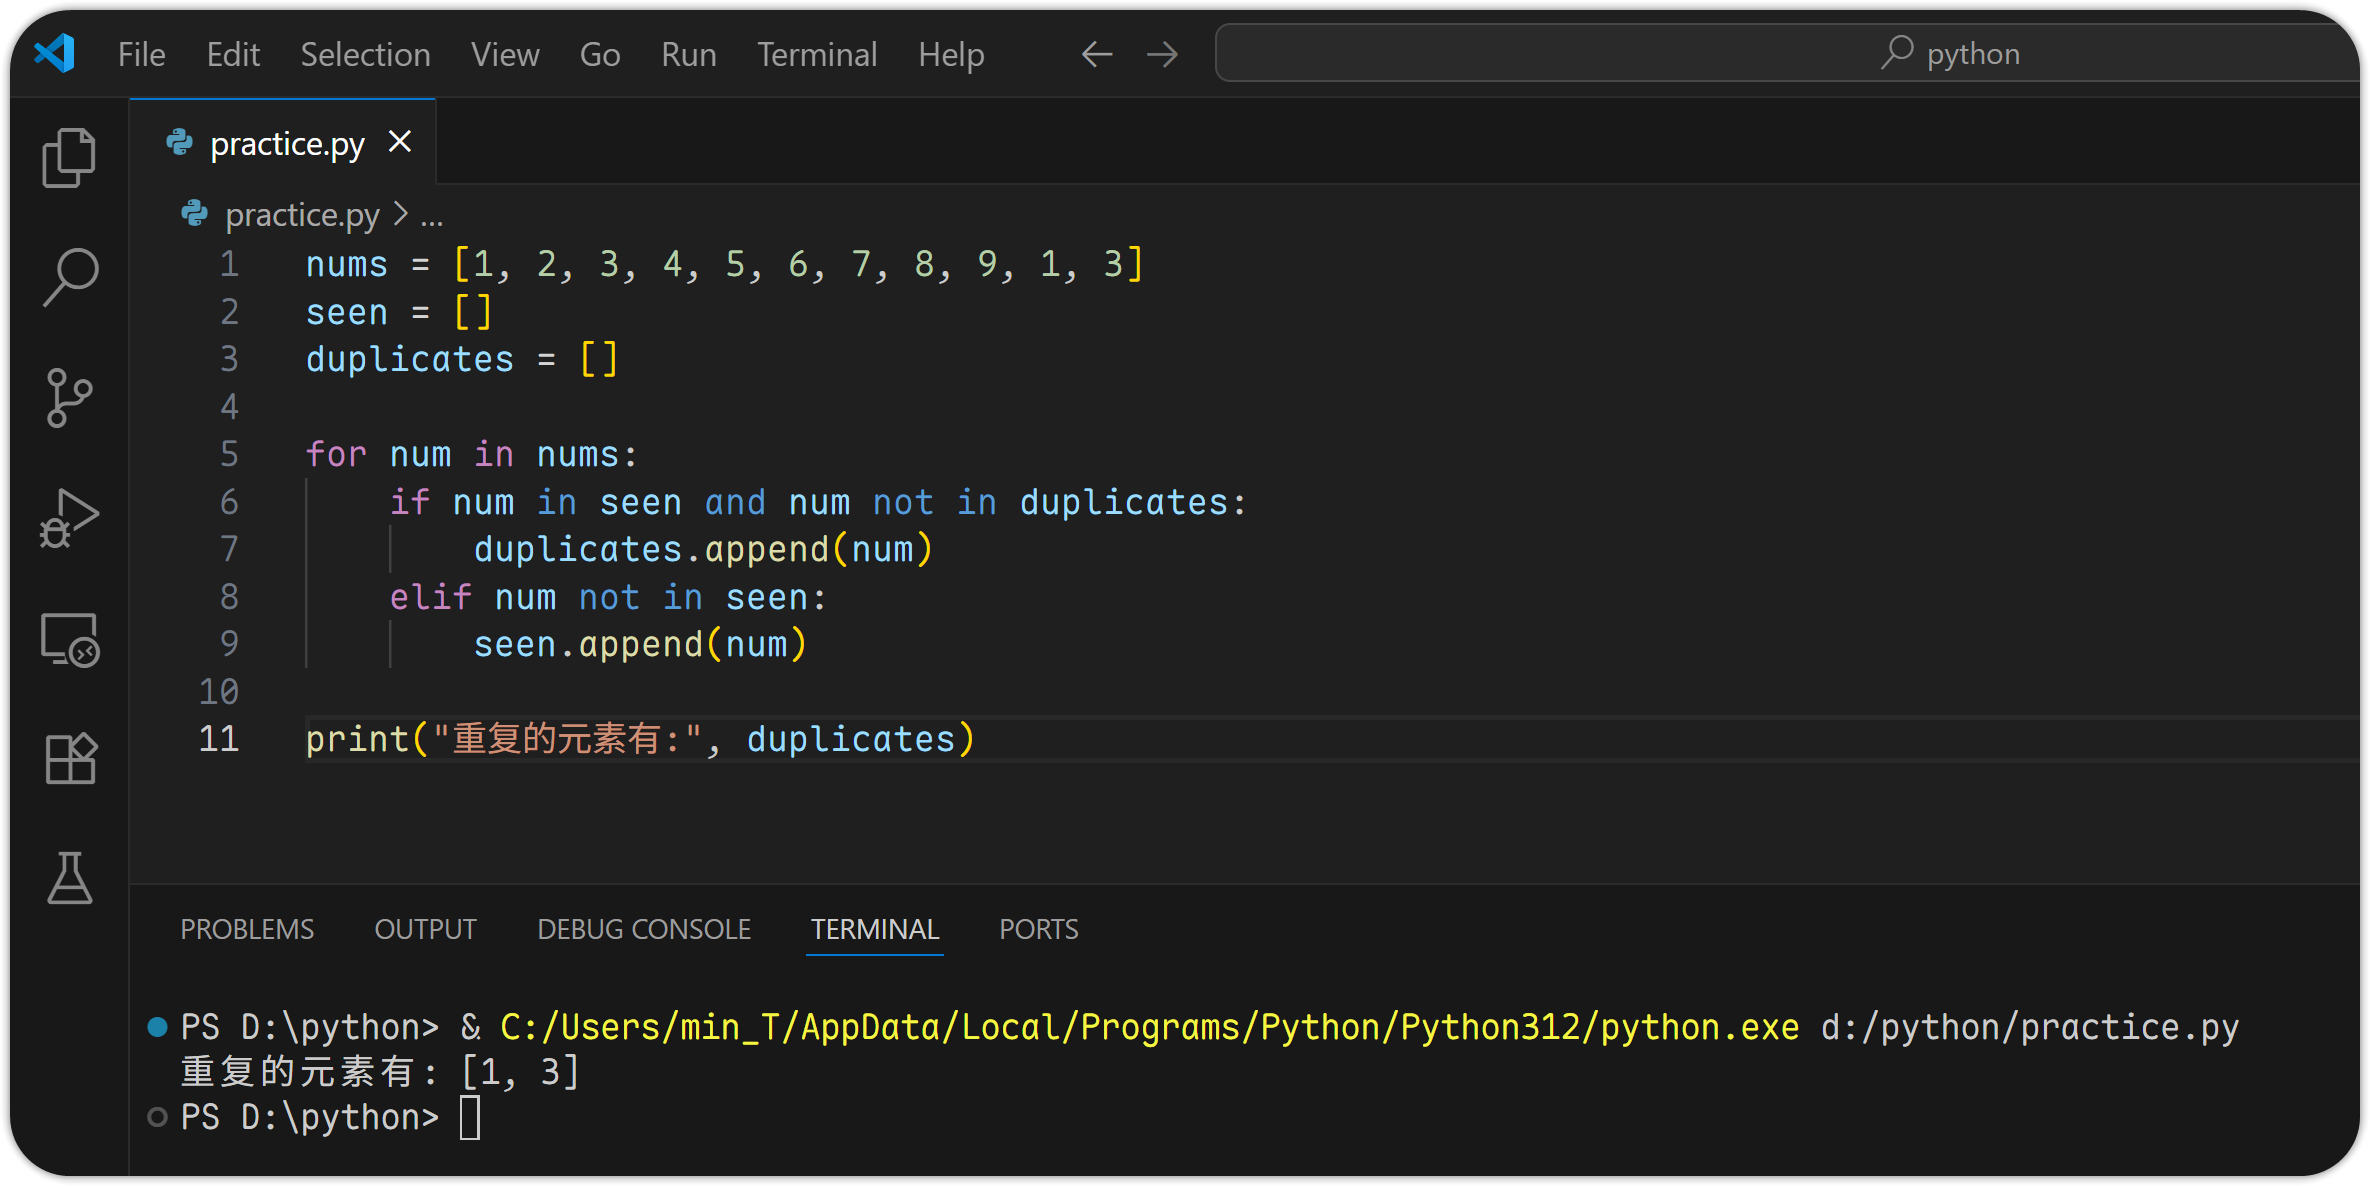 File Edit Selection View Go Run Terminal Help python
practice.py
practice.py > ...
1 nums = [1, 2, 3, 4, 5, 6, 7, 8, 9, 1, 3]
2 seen = []
3 duplicates = []
4
5 for num in nums:
6     if num in seen and num not in duplicates:
7         duplicates.append(num)
8     elif num not in seen:
9         seen.append(num)
10
11 print("重复的元素有:", duplicates)
PROBLEMS OUTPUT DEBUG CONSOLE TERMINAL PORTS
PS D:\python> & C:/Users/min_T/AppData/Local/Programs/Python/Python312/python.exe d:/python/practice.py
重复的元素有: [1, 3]
PS D:\python>